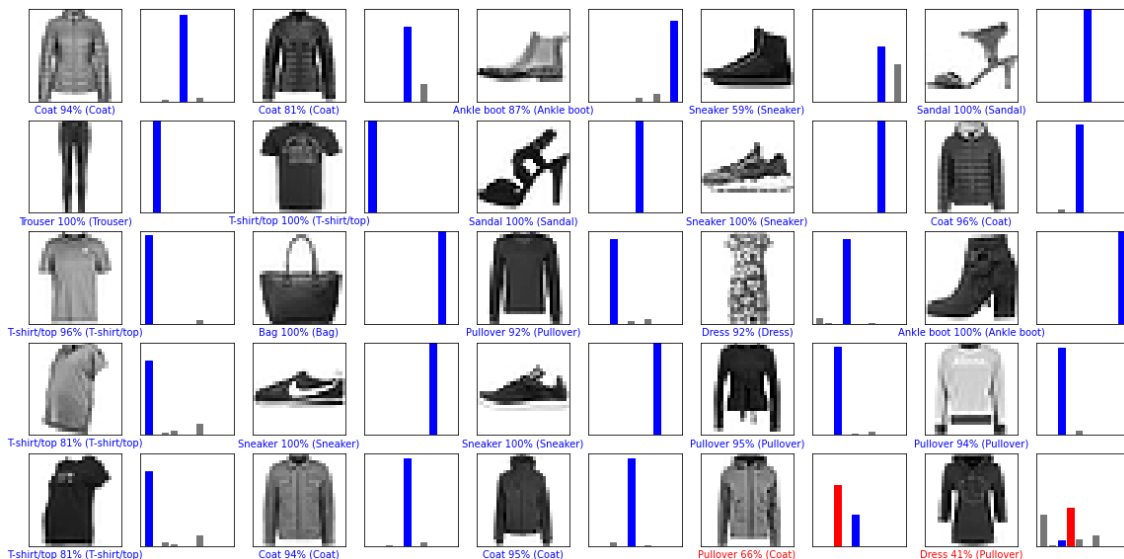 Coat 94% (Coat)
Coat 81% (Coat)
Ankle boot 87% (Ankle boot)
Sneaker 59% (Sneaker)
Sandal 100% (Sandal)
Trouser 100% (Trouser)
T-shirt/top 100% (T-shirt/top)
Sandal 100% (Sandal)
Sneaker 100% (Sneaker)
Coat 96% (Coat)
T-shirt/top 96% (T-shirt/top)
Bag 100% (Bag)
Pullover 92% (Pullover)
Dress 92% (Dress)
Ankle boot 100% (Ankle boot)
T-shirt/top 81% (T-shirt/top)
Sneaker 100% (Sneaker)
Sneaker 100% (Sneaker)
Pullover 95% (Pullover)
Pullover 94% (Pullover)
T-shirt/top 81% (T-shirt/top)
Coat 94% (Coat)
Coat 95% (Coat)
Pullover 66% (Coat)
Dress 41% (Pullover)